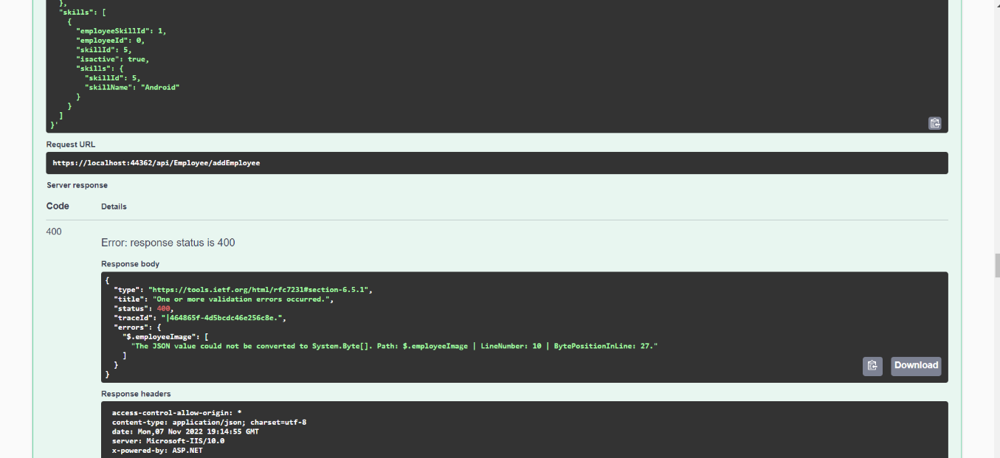 },
"skills": [
{
"employeeSkillId": 1,
"employeeId": 0,
"skillId": 5,
"isactive": true,
"skills": {
"skillId": 5,
"skillName": "Android"
}
}
]
}'
Request URL
https://localhost:44362/api/Employee/addEmployee
Server response
Code Details
400
Error: response status is 400
Response body
{
"type": "https://tools.ietf.org/html/rfc7231#section-6.5.1",
"title": "One or more validation errors occurred.",
"status": 400,
"traceId": "|464865f-4d5bcdc46e256c8e.",
"errors": {
"$.employeeImage": [
"The JSON value could not be converted to System.Byte[]. Path: $.employeeImage | LineNumber: 10 | BytePositionInLine: 27."
]
}
}
Download
Response headers
access-control-allow-origin: *
content-type: application/json; charset=utf-8
date: Mon,07 Nov 2022 19:14:55 GMT
server: Microsoft-IIS/10.0
x-powered-by: ASP.NET